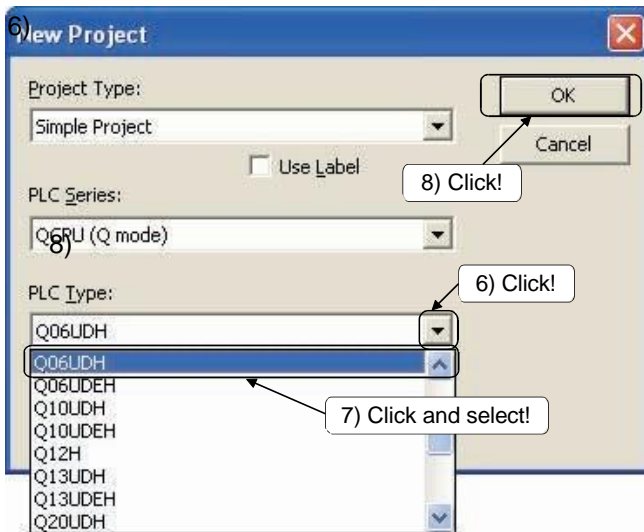 6)
New Project
Project Type:
OK
Simple Project
Cancel
Use Label
8) Click!
PLC Series:
QCPU (Q mode)
8)
PLC Type:
6) Click!
Q06UDH
Q06UDH
Q06UDEH
7) Click and select!
Q10UDH
Q10UDEH
Q12H
Q13UDH
Q13UDEH
Q20UDH